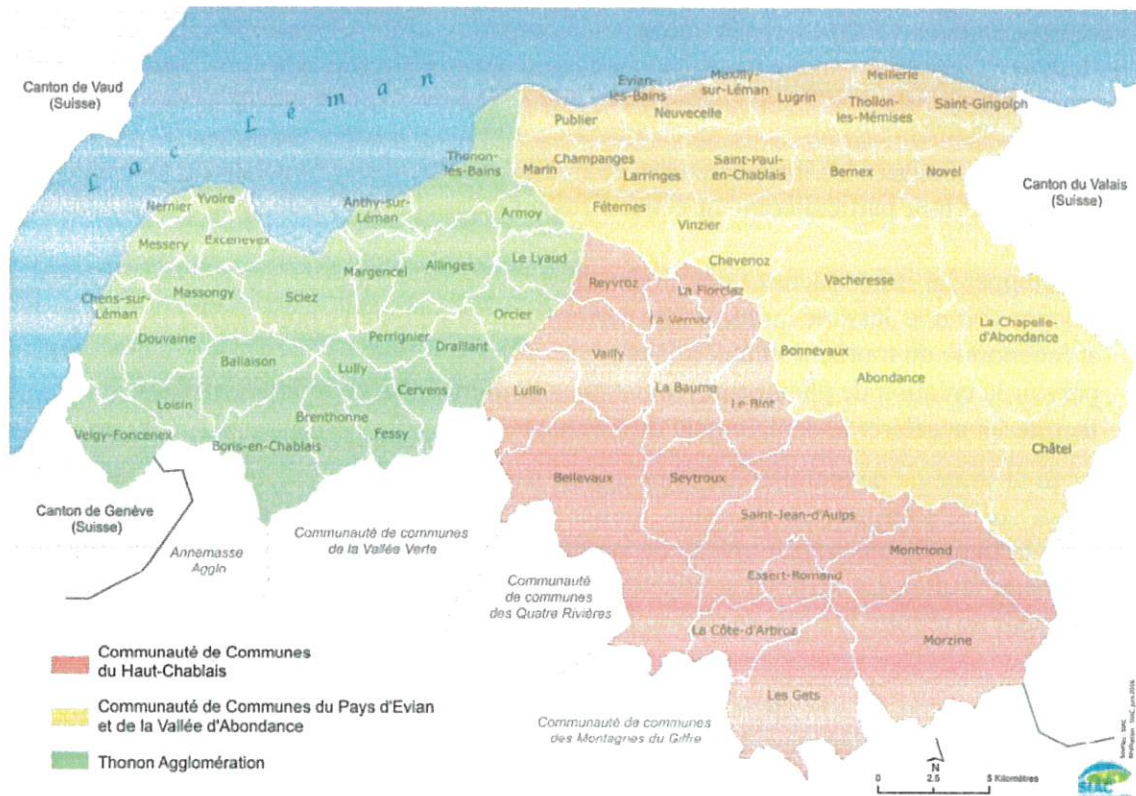 Canton de Vaud
(Suisse)
Lac Léman
Evian-
les-Bains
Maxilly-
sur-Léman
Meillerie
Lugrin
Neuvecelle
Publier
Thollon-
les-Mémises
Saint-Gingolph
Thonon-
les-Bains
Marin
Champanges
Larringes
Saint-Paul-
en-Chablais
Bernex
Novel
Canton du Valais
(Suisse)
Nernier
Yvoire
Anthy-sur-
Léman
Armoy
Féternes
Vinzier
Messery
Excenevex
Margencel
Allinges
Le Lyaud
Chevenoz
Vacheresse
Reyvroz
La Forclaz
Chens-sur-
Léman
Massongy
Sciez
Orcier
La Vernaz
La Chapelle-
d'Abondance
Douvaine
Ballaison
Perrignier
Draillant
Lully
Vailly
Bonnevaux
Abondance
Cervens
Lullin
La Baume
Le Biot
Loisin
Brenthonne
Veigy-Foncenex
Bons-en-Chablais
Fessy
Châtel
Bellevaux
Seytroux
Canton de Genève
(Suisse)
Saint-Jean-d'Aulps
Communauté de communes
de la Vallée Verte
Annemasse
Agglo
Montriond
Essert-Romand
Communauté
de communes
des Quatre Rivières
La Côte-d'Arbroz
Morzine
Les Gets
Communauté de Communes
du Haut-Chablais
Communauté de Communes du Pays d'Evian
et de la Vallée d'Abondance
Thonon Agglomération
Communauté de communes
des Montagnes du Giffre
N
0 2.5 5 Kilomètres
SIAC